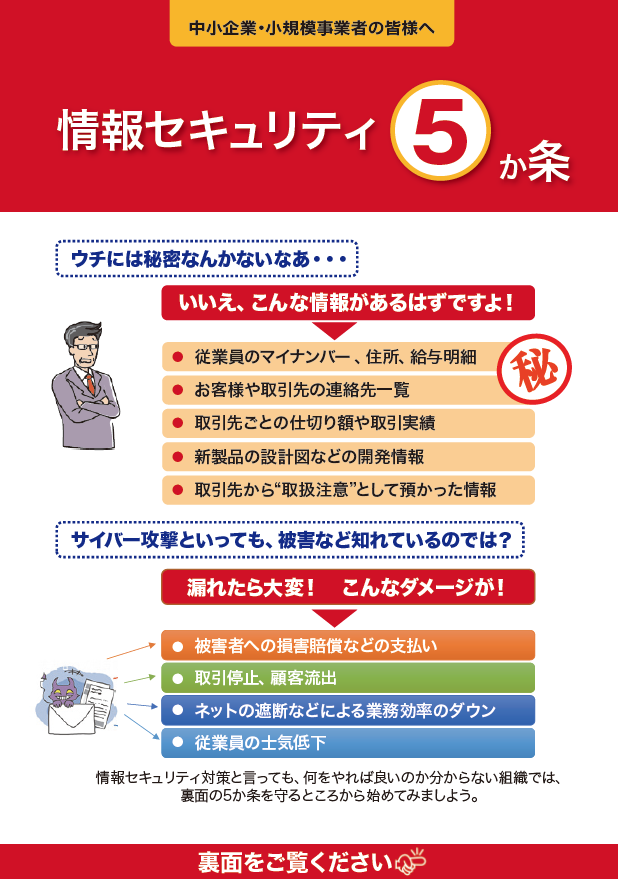 中小企業・小規模事業者の皆様へ
情報セキュリティ5か条
ウチには秘密なんかないなあ・・・
いいえ、こんな情報があるはずですよ！
● 従業員のマイナンバー、住所、給与明細
秘
● お客様や取引先の連絡先一覧
● 取引先ごとの仕切り額や取引実績
● 新製品の設計図などの開発情報
● 取引先から“取扱注意”として預かった情報
サイバー攻撃といっても、被害など知れているのでは？
漏れたら大変！　こんなダメージが！
● 被害者への損害賠償などの支払い
● 取引停止、顧客流出
● ネットの遮断などによる業務効率のダウン
● 従業員の士気低下
情報セキュリティ対策と言っても、何をやれば良いのか分からない組織では、
裏面の5か条を守るところから始めてみましょう。
裏面をご覧ください